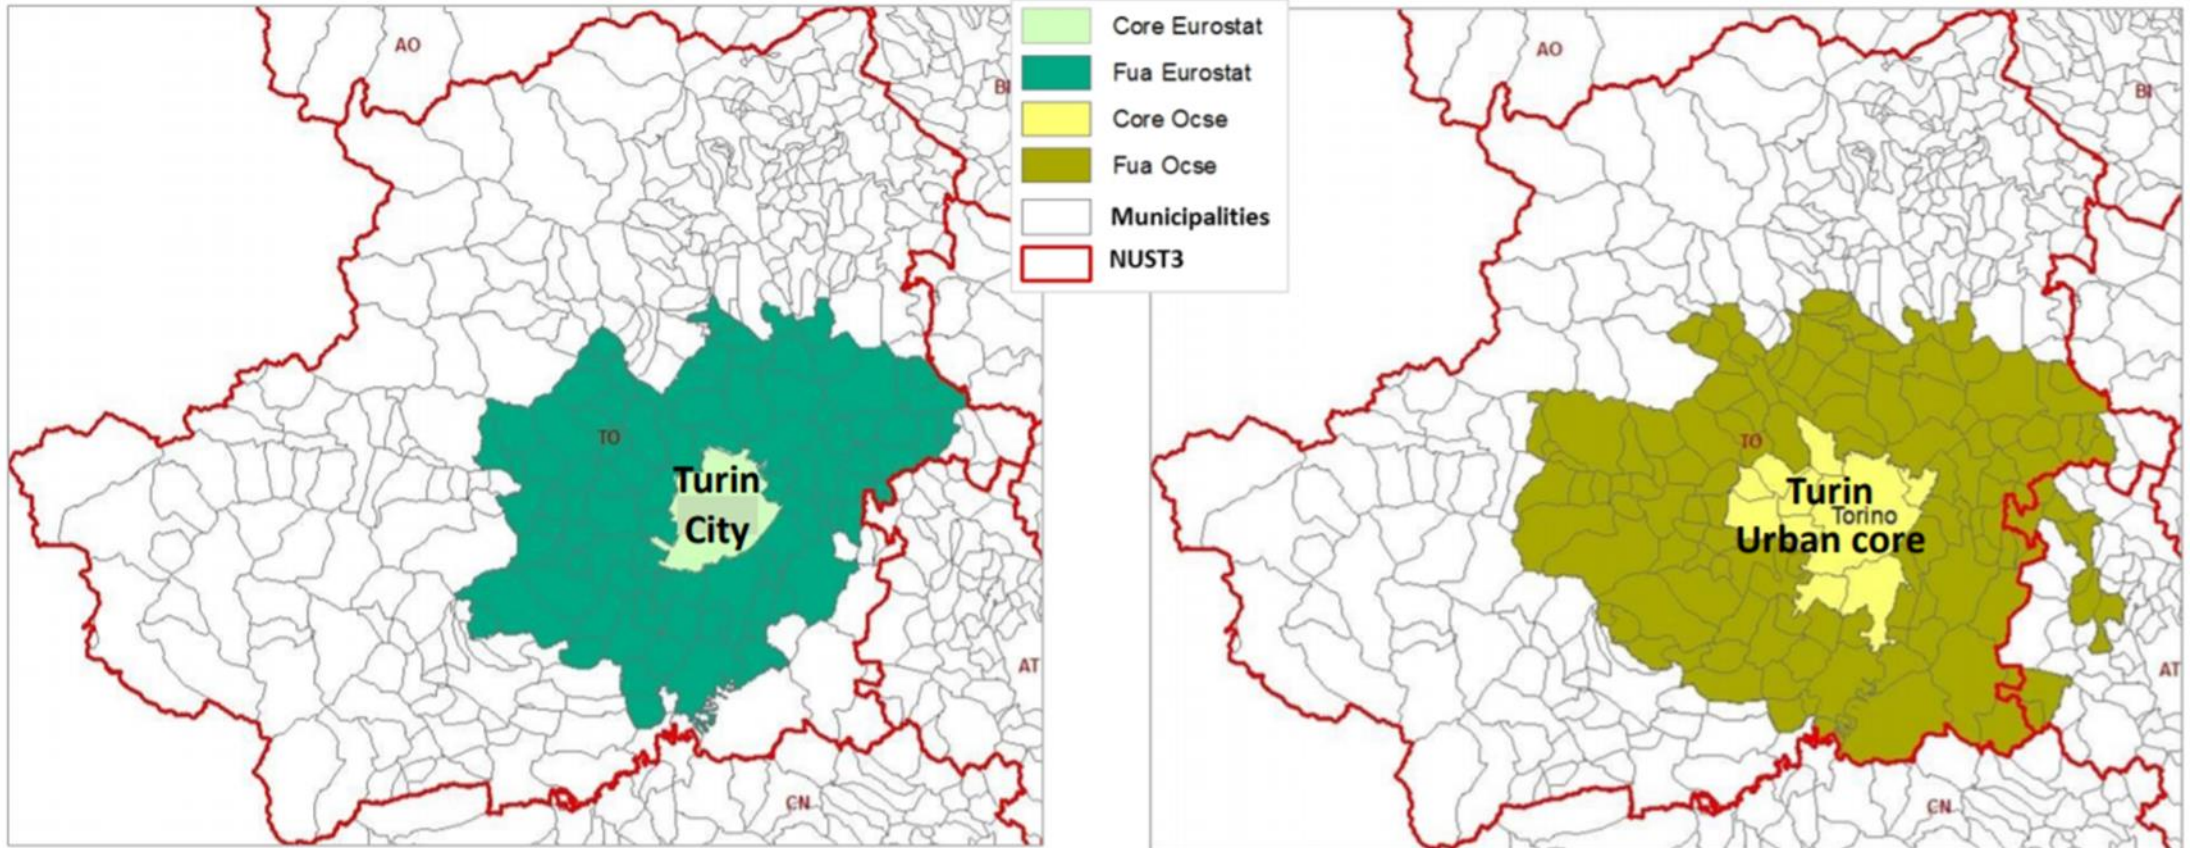 AO
BI
TO
Turin
City
AT
CN
Core Eurostat
Fua Eurostat
Core Ocse
Fua Ocse
Municipalities
NUST3
AO
BI
TO
Turin
Torino
Urban core
AT
CN